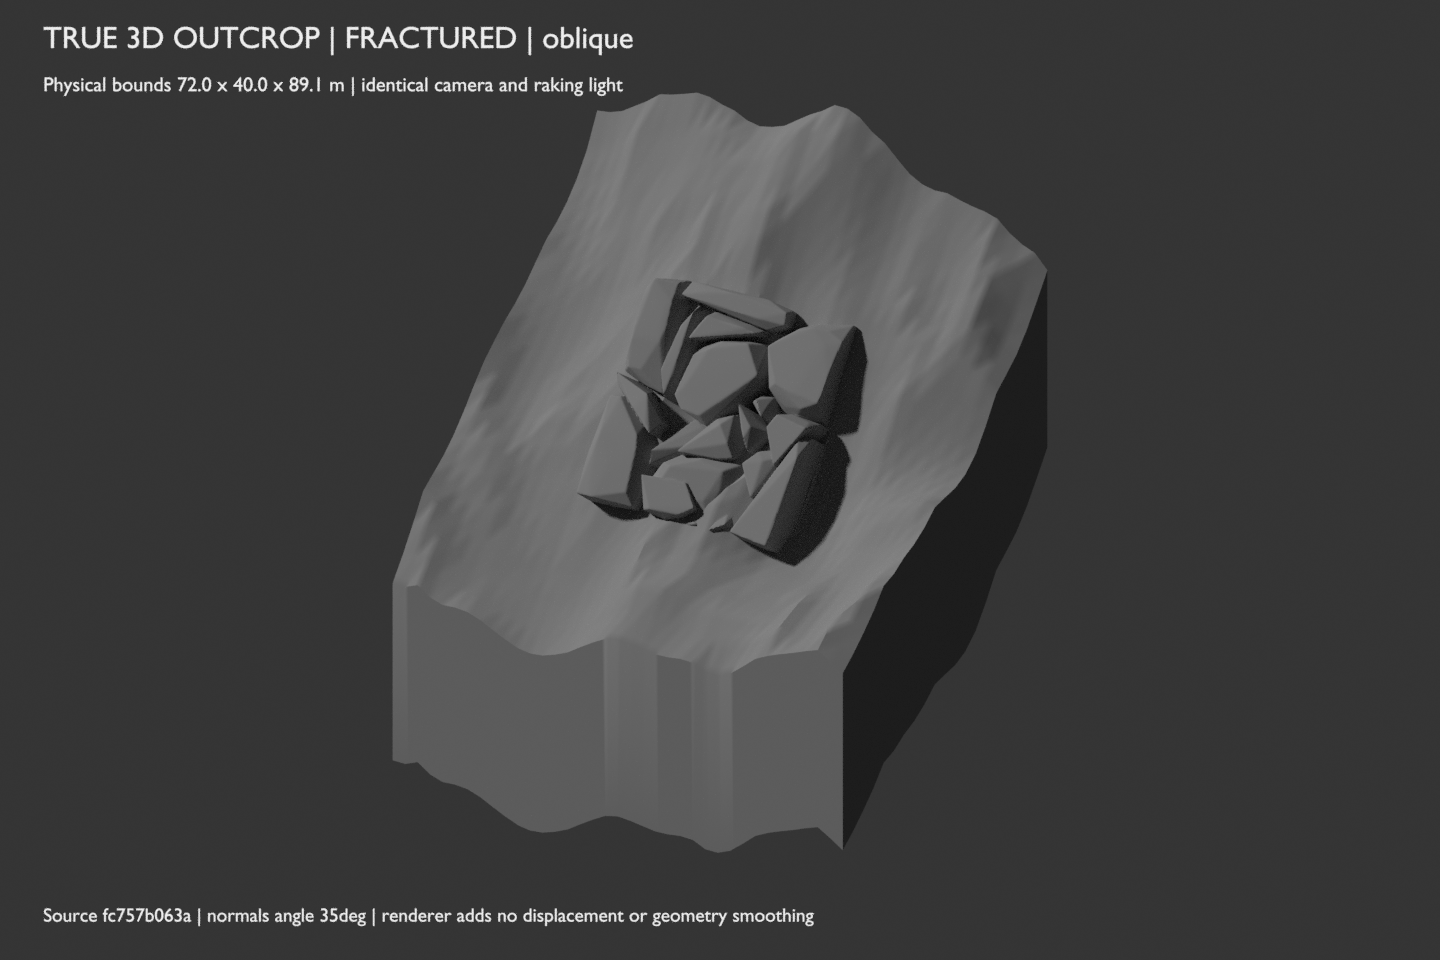 TRUE 3D OUTCROP | FRACTURED | oblique
Physical bounds 72.0 x 40.0 x 89.1 m | identical camera and raking light
Source fc757b063a | normals angle 35deg | renderer adds no displacement or geometry smoothing